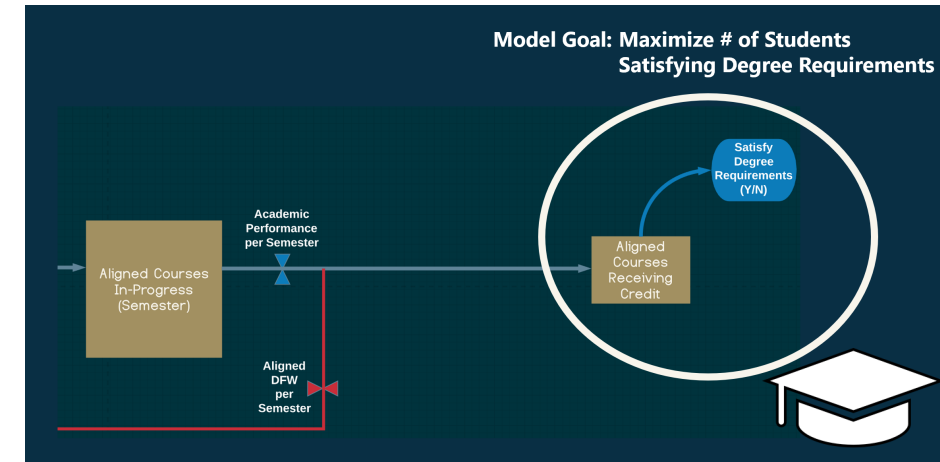 Model Goal: Maximize # of Students
Satisfying Degree Requirements
Satisfy
Degree
Requirements
(Y/N)
Academic
Performance
per Semester
Aligned Courses
In-Progress
(Semester)
Aligned
Courses
Receiving
Credit
Aligned
DFW
per
Semester